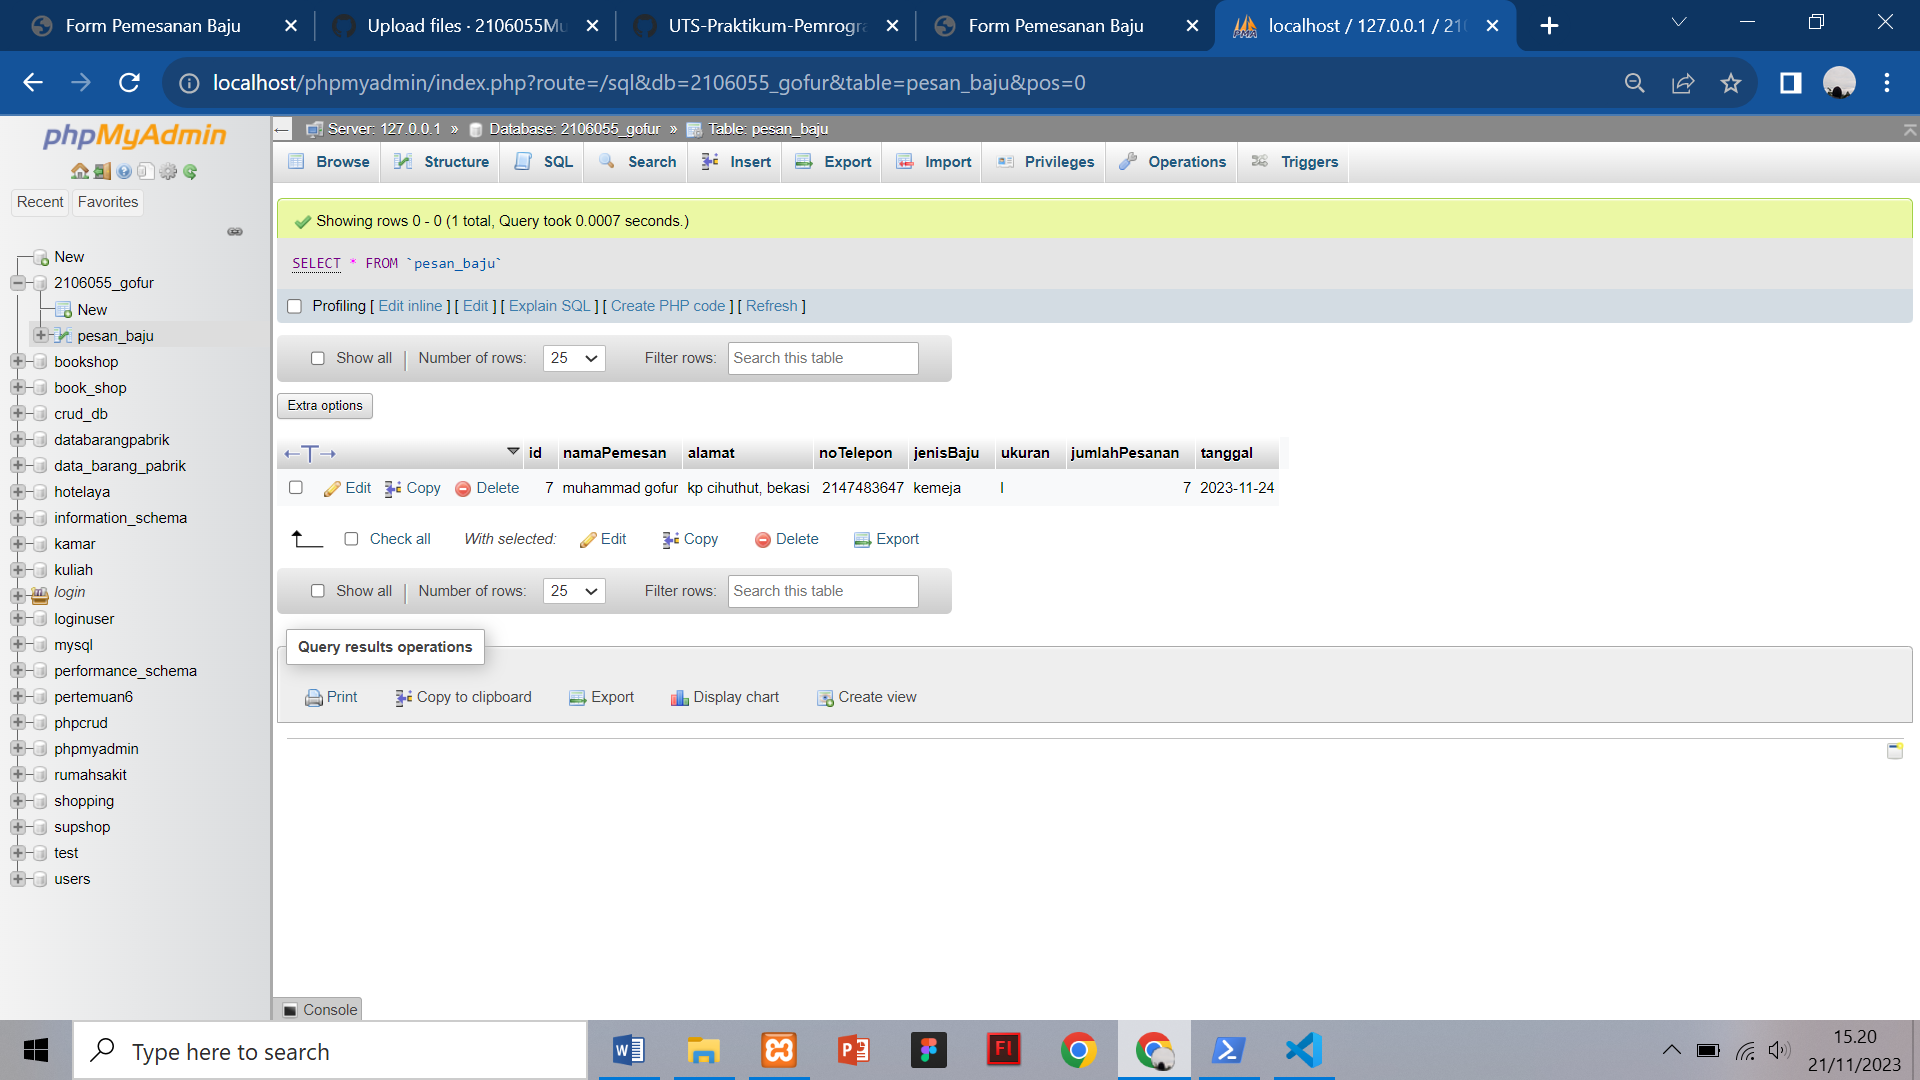 Form Pemesanan Baju
Upload files · 2106055Mu
UTS-Praktikum-Pemrogra
Form Pemesanan Baju
localhost / 127.0.0.1 / 210
localhost/phpmyadmin/index.php?route=/sql&db=2106055_gofur&table=pesan_baju&pos=0
phpMyAdmin
Recent Favorites
New
2106055_gofur
New
pesan_baju
bookshop
book_shop
crud_db
databarangpabrik
data_barang_pabrik
hotelaya
information_schema
kamar
kuliah
login
loginuser
mysql
performance_schema
pertemuan6
phpcrud
phpmyadmin
rumahsakit
shopping
supshop
test
users
Server: 127.0.0.1 » Database: 2106055_gofur » Table: pesan_baju
Browse Structure SQL Search Insert Export Import Privileges Operations Triggers
Showing rows 0 - 0 (1 total, Query took 0.0007 seconds.)
SELECT * FROM `pesan_baju`
Profiling [ Edit inline ] [ Edit ] [ Explain SQL ] [ Create PHP code ] [ Refresh ]
Show all Number of rows: 25 Filter rows: Search this table
Extra options
id namaPemesan alamat noTelepon jenisBaju ukuran jumlahPesanan tanggal
Edit Copy Delete 7 muhammad gofur kp cihuthut, bekasi 2147483647 kemeja l 7 2023-11-24
Check all With selected: Edit Copy Delete Export
Show all Number of rows: 25 Filter rows: Search this table
Query results operations
Print Copy to clipboard Export Display chart Create view
Console
Type here to search
15.20
21/11/2023